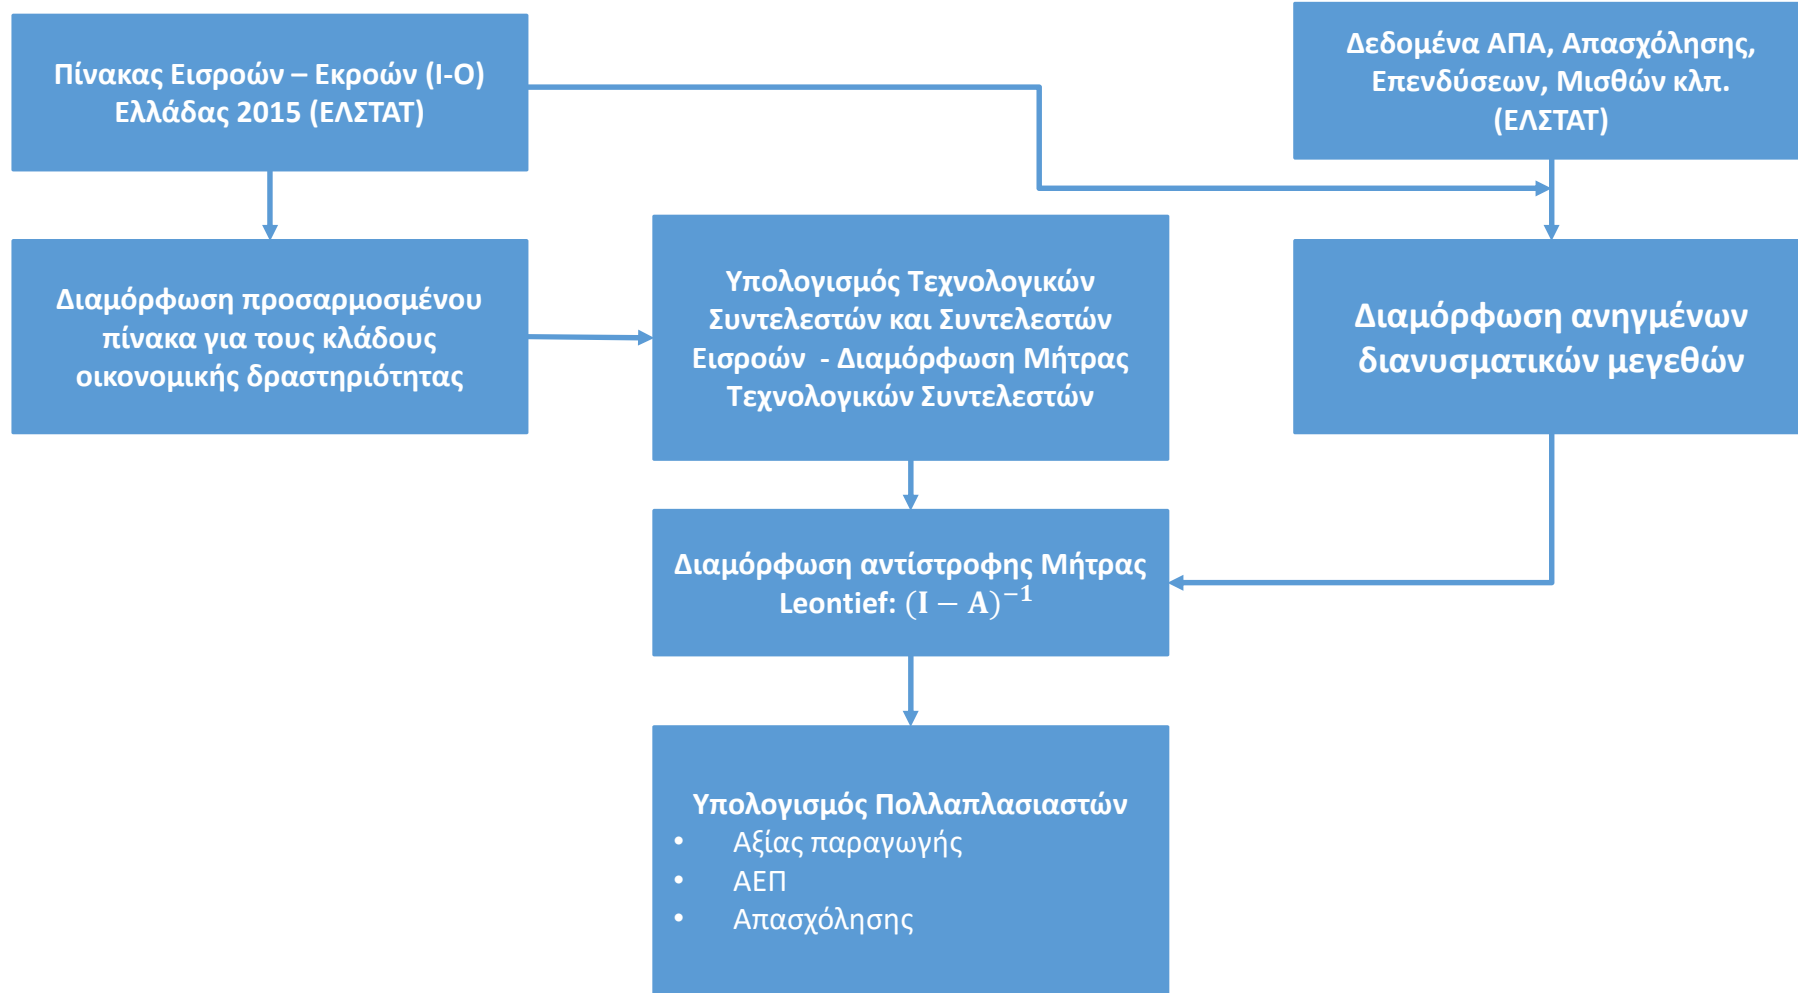 Πίνακας Εισροών – Εκροών (I-O)
Ελλάδας 2015 (ΕΛΣΤΑΤ)
Δεδομένα ΑΠΑ, Απασχόλησης,
Επενδύσεων, Μισθών κλπ.
(ΕΛΣΤΑΤ)
Διαμόρφωση προσαρμοσμένου
πίνακα για τους κλάδους
οικονομικής δραστηριότητας
Υπολογισμός Τεχνολογικών
Συντελεστών και Συντελεστών
Εισροών - Διαμόρφωση Μήτρας
Τεχνολογικών Συντελεστών
Διαμόρφωση ανηγμένων
διανυσματικών μεγεθών
Διαμόρφωση αντίστροφης Μήτρας
Leontief: (I − A)⁻¹
Υπολογισμός Πολλαπλασιαστών
• Αξίας παραγωγής
• ΑΕΠ
• Απασχόλησης